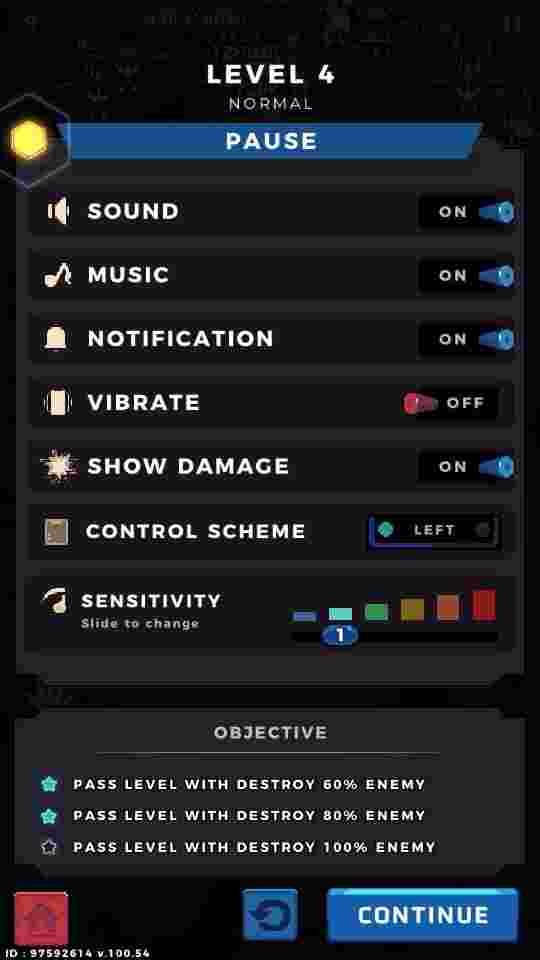 LEVEL 4
NORMAL
PAUSE
SOUND ON
MUSIC ON
NOTIFICATION ON
VIBRATE OFF
SHOW DAMAGE ON
CONTROL SCHEME LEFT
SENSITIVITY
Slide to change
1
OBJECTIVE
PASS LEVEL WITH DESTROY 60% ENEMY
PASS LEVEL WITH DESTROY 80% ENEMY
PASS LEVEL WITH DESTROY 100% ENEMY
CONTINUE
ID : 97592614 v.100.54